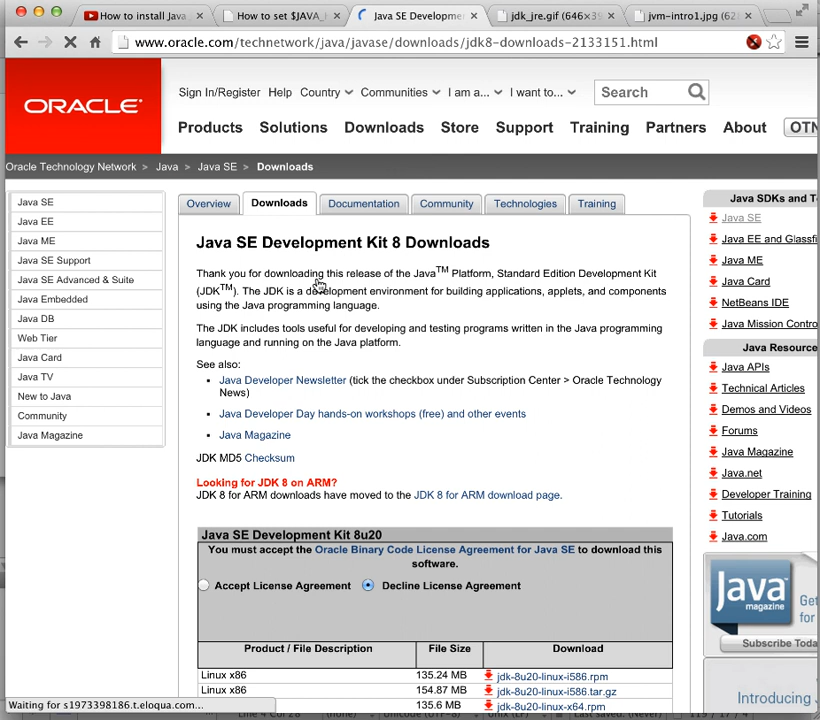 How to install Java
How to set $JAVA_H
Java SE Developmen
jdk_jre.gif (646×39
jvm-intro1.jpg (62
www.oracle.com/technetwork/java/javase/downloads/jdk8-downloads-2133151.html
ORACLE
Sign In/Register Help Country Communities I am a... I want to... Search
Products Solutions Downloads Store Support Training Partners About OTN
Oracle Technology Network > Java > Java SE > Downloads
Java SE
Java EE
Java ME
Java SE Support
Java SE Advanced & Suite
Java Embedded
Java DB
Web Tier
Java Card
Java TV
New to Java
Community
Java Magazine
Overview Downloads Documentation Community Technologies Training
Java SE Development Kit 8 Downloads
Thank you for downloading this release of the Java™ Platform, Standard Edition Development Kit
(JDK™). The JDK is a development environment for building applications, applets, and components
using the Java programming language.
The JDK includes tools useful for developing and testing programs written in the Java programming
language and running on the Java platform.
See also:
• Java Developer Newsletter (tick the checkbox under Subscription Center > Oracle Technology
News)
• Java Developer Day hands-on workshops (free) and other events
• Java Magazine
JDK MD5 Checksum
Looking for JDK 8 on ARM?
JDK 8 for ARM downloads have moved to the JDK 8 for ARM download page.
Java SE Development Kit 8u20
You must accept the Oracle Binary Code License Agreement for Java SE to download this
software.
Accept License Agreement Decline License Agreement
Product / File Description File Size Download
Linux x86 135.24 MB jdk-8u20-linux-i586.rpm
Linux x86 154.87 MB jdk-8u20-linux-i586.tar.gz
135.6 MB jdk-8u20-linux-x64.rpm
Java SDKs and T
Java SE
Java EE and Glassfi
Java ME
Java Card
NetBeans IDE
Java Mission Contro
Java Resource
Java APIs
Technical Articles
Demos and Videos
Forums
Java Magazine
Java.net
Developer Training
Tutorials
Java.com
Java
magazine
Get
for
Subscribe Toda
Introducing J
Waiting for s1973398186.t.eloqua.com...